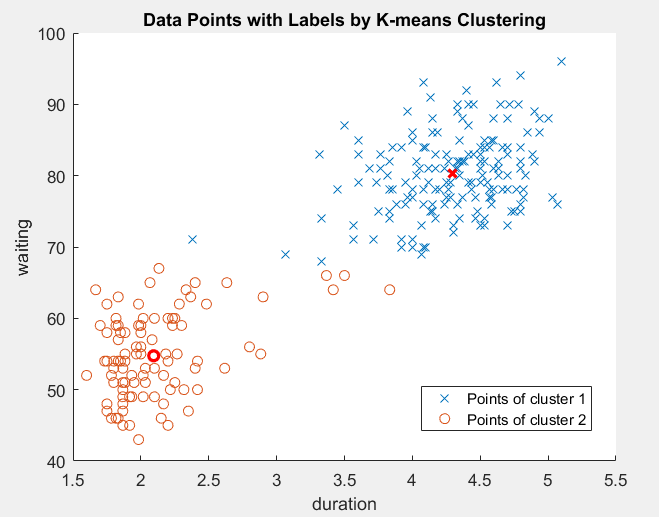 Data Points with Labels by K-means Clustering
100
90
80
70
60
50
40
waiting
1.5 2 2.5 3 3.5 4 4.5 5 5.5
duration
Points of cluster 1
Points of cluster 2